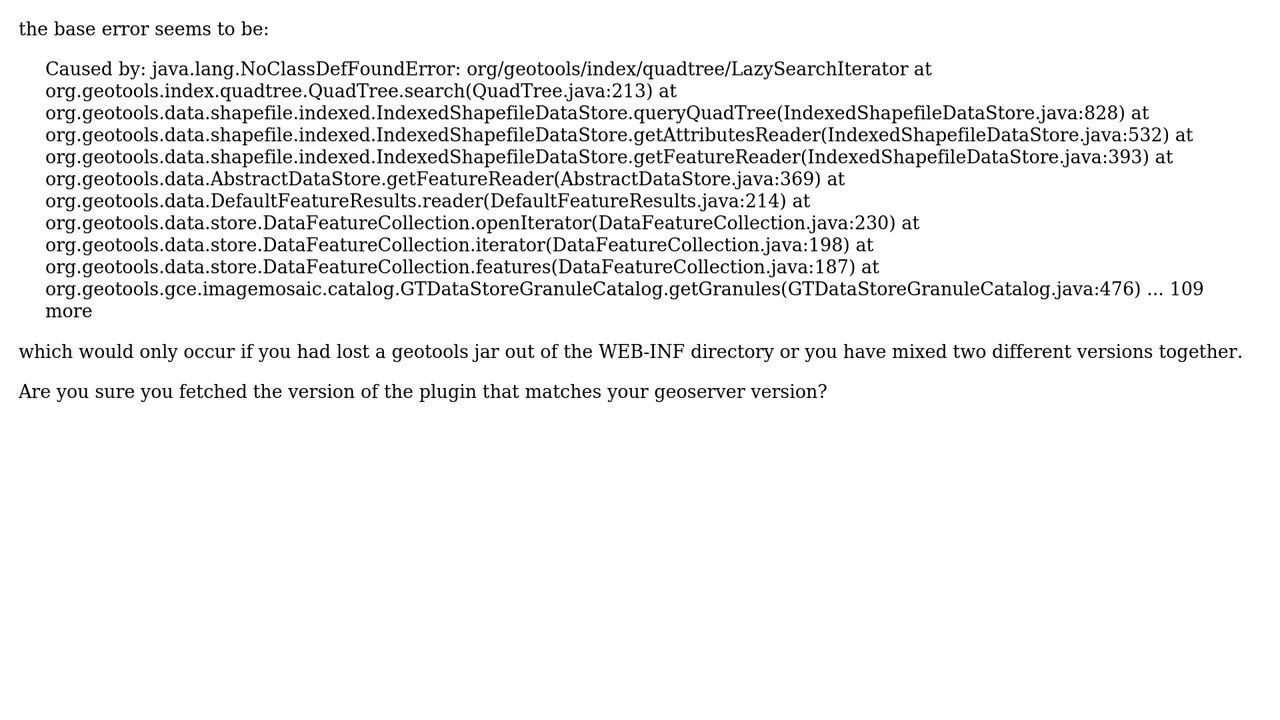 the base error seems to be:
Caused by: java.lang.NoClassDefFoundError: org/geotools/index/quadtree/LazySearchIterator at
org.geotools.index.quadtree.QuadTree.search(QuadTree.java:213) at
org.geotools.data.shapefile.indexed.IndexedShapefileDataStore.queryQuadTree(IndexedShapefileDataStore.java:828) at
org.geotools.data.shapefile.indexed.IndexedShapefileDataStore.getAttributesReader(IndexedShapefileDataStore.java:532) at
org.geotools.data.shapefile.indexed.IndexedShapefileDataStore.getFeatureReader(IndexedShapefileDataStore.java:393) at
org.geotools.data.AbstractDataStore.getFeatureReader(AbstractDataStore.java:369) at
org.geotools.data.DefaultFeatureResults.reader(DefaultFeatureResults.java:214) at
org.geotools.data.store.DataFeatureCollection.openIterator(DataFeatureCollection.java:230) at
org.geotools.data.store.DataFeatureCollection.iterator(DataFeatureCollection.java:198) at
org.geotools.data.store.DataFeatureCollection.features(DataFeatureCollection.java:187) at
org.geotools.gce.imagemosaic.catalog.GTDataStoreGranuleCatalog.getGranules(GTDataStoreGranuleCatalog.java:476) ... 109
more
which would only occur if you had lost a geotools jar out of the WEB-INF directory or you have mixed two different versions together.
Are you sure you fetched the version of the plugin that matches your geoserver version?